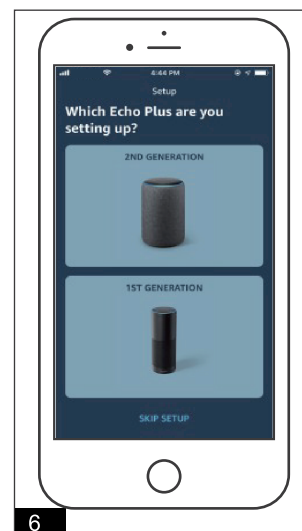 4:44 PM
Setup
Which Echo Plus are you
setting up?
2ND GENERATION
1ST GENERATION
SKIP SETUP
6